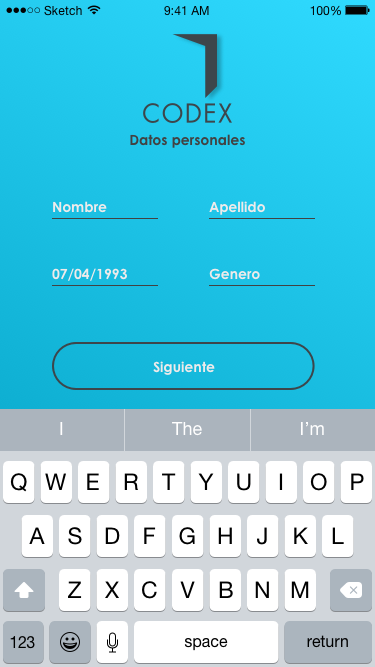 Sketch 9:41 AM 100%
CODEX
Datos personales
Nombre Apellido
07/04/1993 Genero
Siguiente
I The I'm
Q W E R T Y U I O P
A S D F G H J K L
Z X C V B N M
123 space return